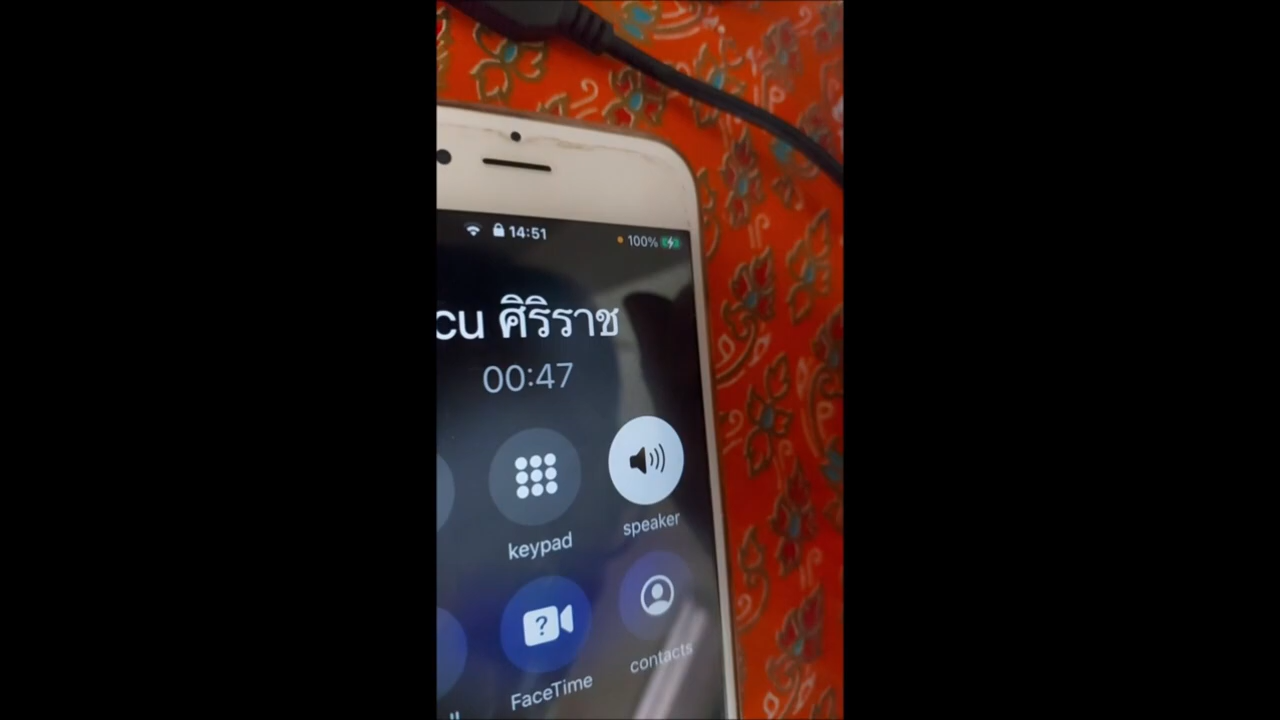 14:51
100%
cu ศิริราช
00:47
keypad
speaker
FaceTime
contacts